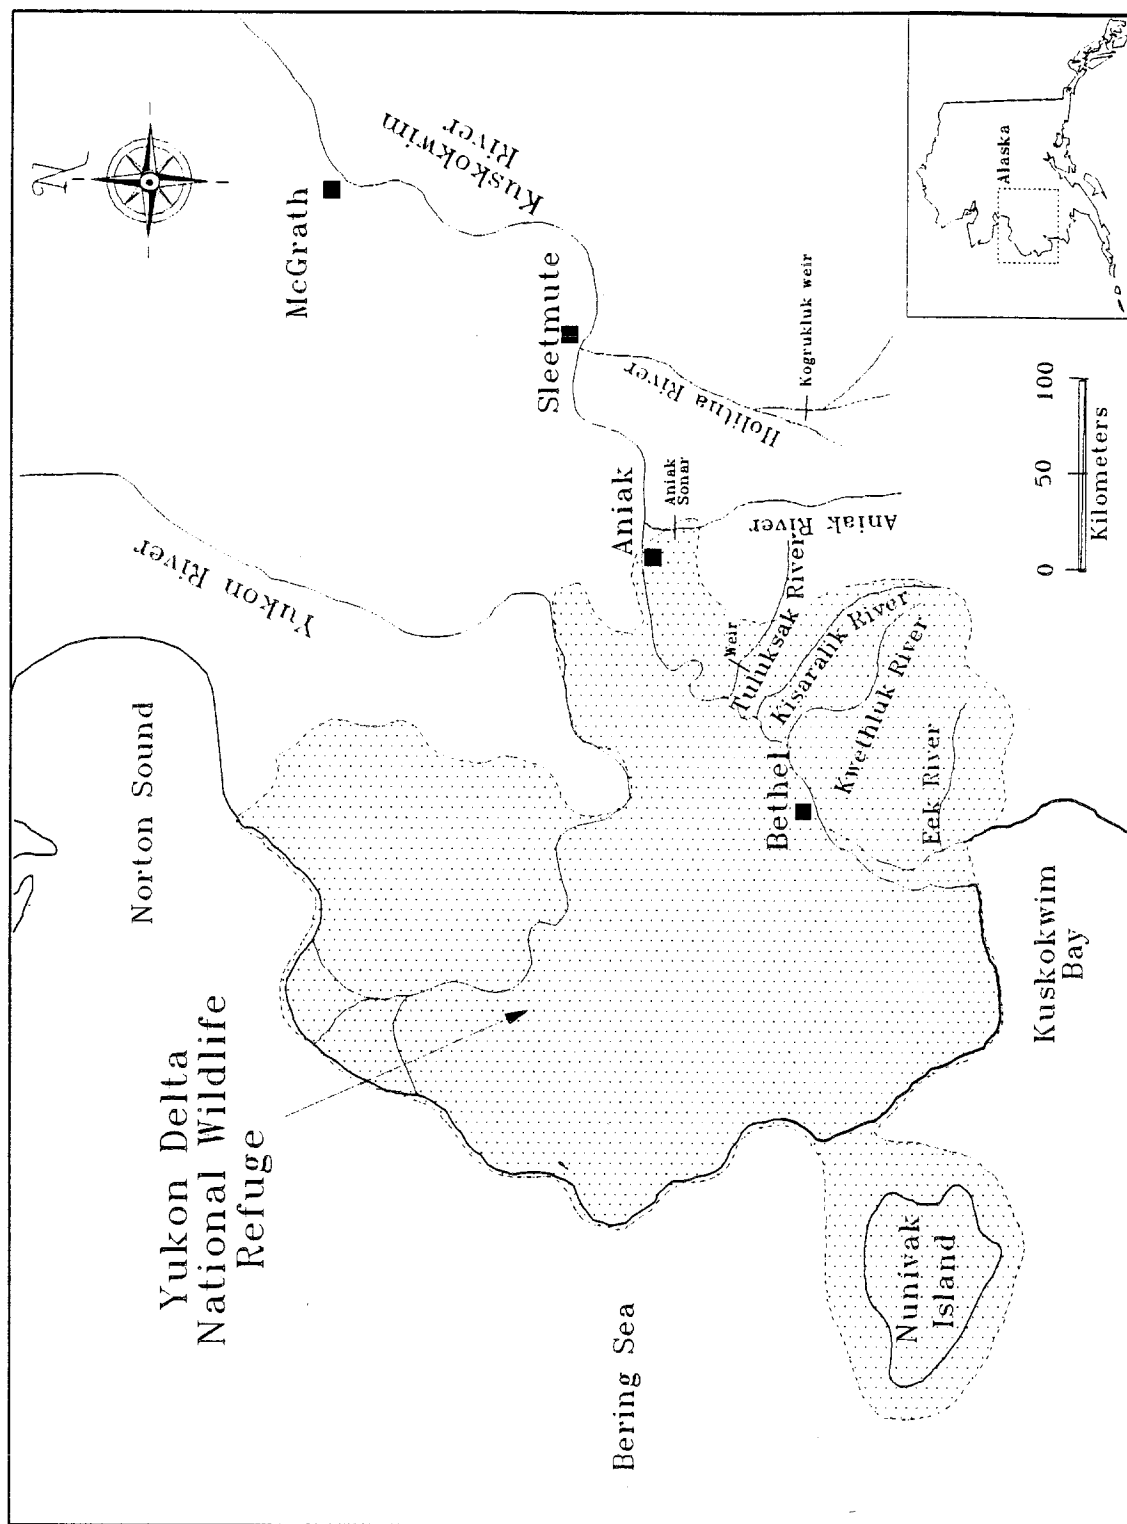 N
McGrath
Kuskokwim
River
Sleetmute
Kogrukluk weir
Holitna River
Alaska
Yukon River
Aniak
Aniak
Sonar
Aniak River
0
50
100
Kilometers
Norton Sound
Weir
Tuluksak River
Kisaralik River
Kwethluk River
Bethel
Eek River
Kuskokwim
Bay
Yukon Delta
National Wildlife
Refuge
Bering Sea
Nunivak
Island